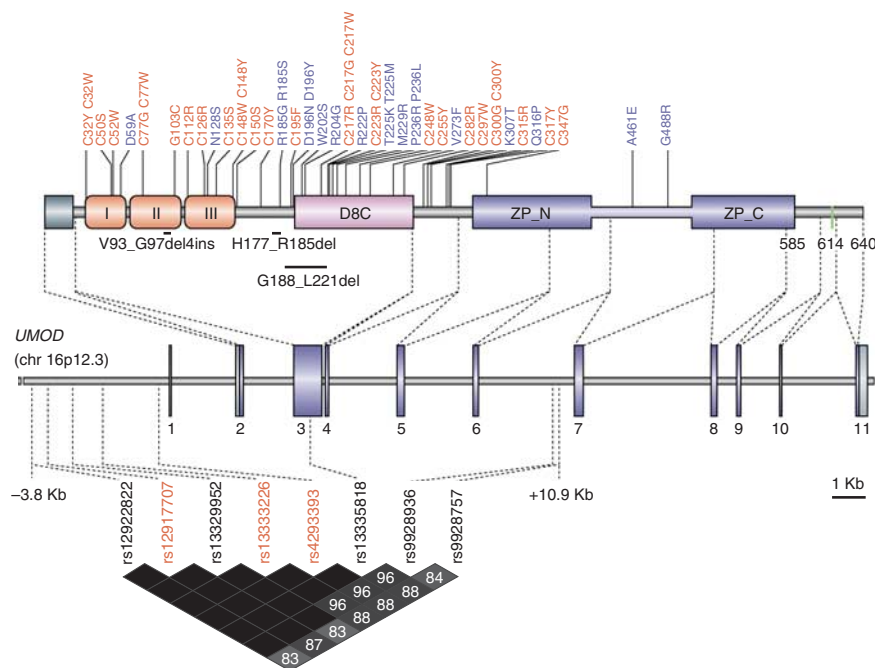 C32Y C32W
C50S
C52W
D59A
C77G C77W
G103C
C112R
C126R
N128S
C135S
C148W C148Y
C150S
C170Y
R185G R185S
C195F
D196N D196Y
W202S
R204G
C217R C217G C217W
R222P
C223R C223Y
T225K T225M
M229R
P236R P236L
C248W
C255Y
V273F
C282R
C297W
C300G C300Y
K307T
C315R
Q316P
C317Y
C347G
A461E
G488R
I II III D8C ZP_N ZP_C
V93_G97del4ins H177_R185del 585 614 640
G188_L221del
UMOD
(chr 16p12.3)
1 2 3 4 5 6 7 8 9 10 11
–3.8 Kb +10.9 Kb 1 Kb
rs12922822
rs12917707
rs13329952
rs13333226
rs4293393
rs13335818
rs9928936
rs9928757
96 84
96 88
96 88
88
83
87
83